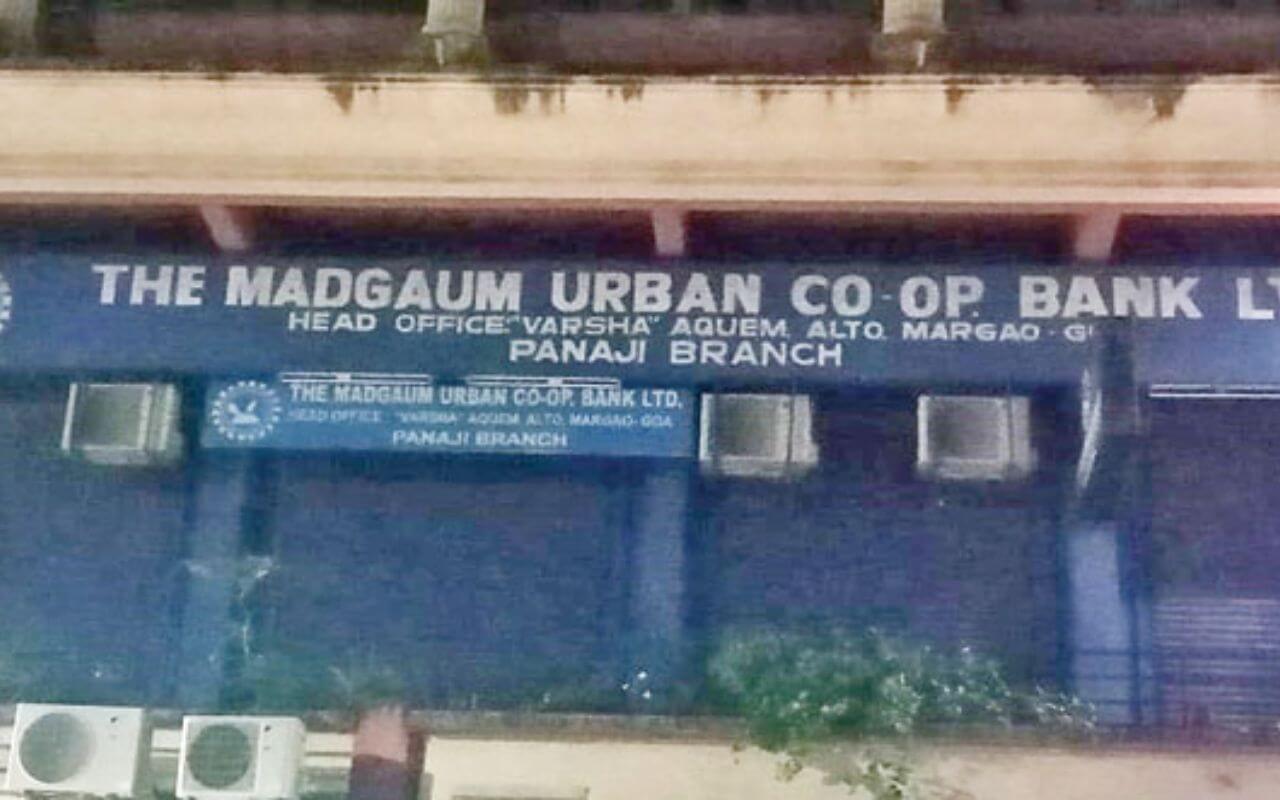 THE MADGAUM URBAN CO-OP. BANK LT
HEAD OFFICE:"VARSHA" AQUEM, ALTO, MARGAO - G
PANAJI BRANCH
THE MADGAUM URBAN CO-OP. BANK LTD.
HEAD OFFICE "VARSHA" AQUEM, ALTO, MARGAO- GOA
PANAJI BRANCH